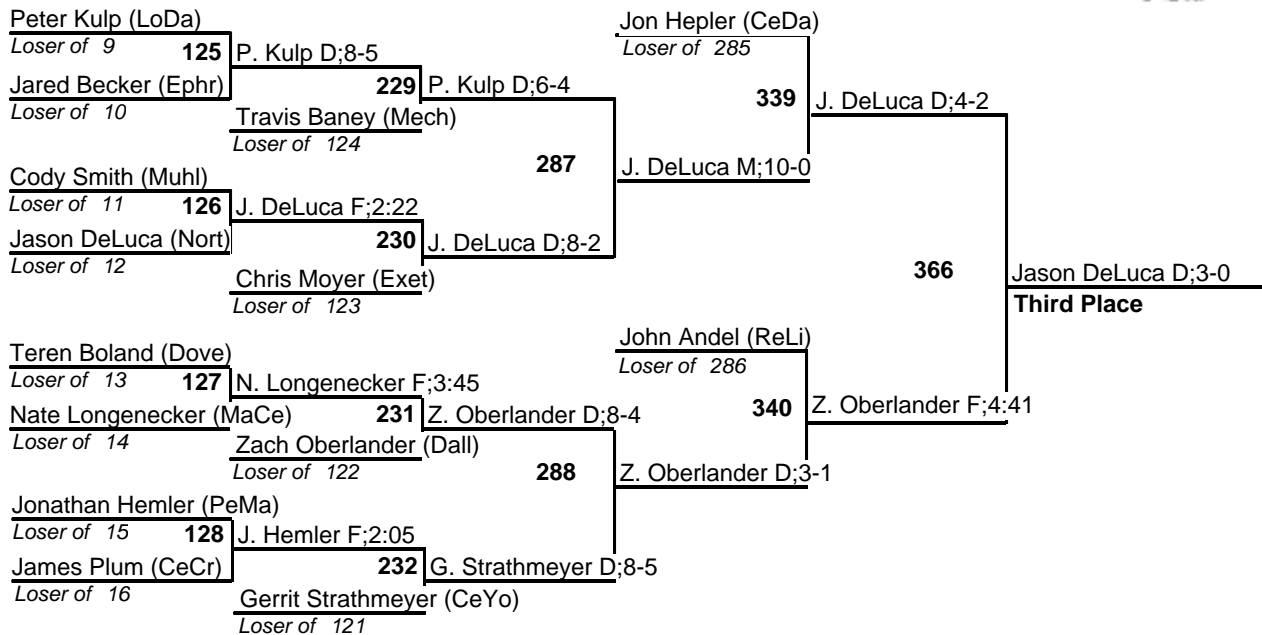 Peter Kulp (LoDa)
Loser of 9
125
P. Kulp D;8-5
Jared Becker (Ephr)
Loser of 10
229
P. Kulp D;6-4
Travis Baney (Mech)
Loser of 124
Cody Smith (Muhl)
Loser of 11
126
J. DeLuca F;2:22
Jason DeLuca (Nort)
Loser of 12
230
J. DeLuca D;8-2
Chris Moyer (Exet)
Loser of 123
287
Jon Hepler (CeDa)
Loser of 285
339
J. DeLuca D;4-2
J. DeLuca M;10-0
Teren Boland (Dove)
Loser of 13
127
N. Longenecker F;3:45
Nate Longenecker (MaCe)
Loser of 14
231
Z. Oberlander D;8-4
Zach Oberlander (Dall)
Loser of 122
Jonathan Hemler (PeMa)
Loser of 15
128
J. Hemler F;2:05
James Plum (CeCr)
Loser of 16
232
G. Strathmeyer D;8-5
Gerrit Strathmeyer (CeYo)
Loser of 121
288
John Andel (ReLi)
Loser of 286
340
Z. Oberlander F;4:41
Z. Oberlander D;3-1
366
Jason DeLuca D;3-0
Third Place